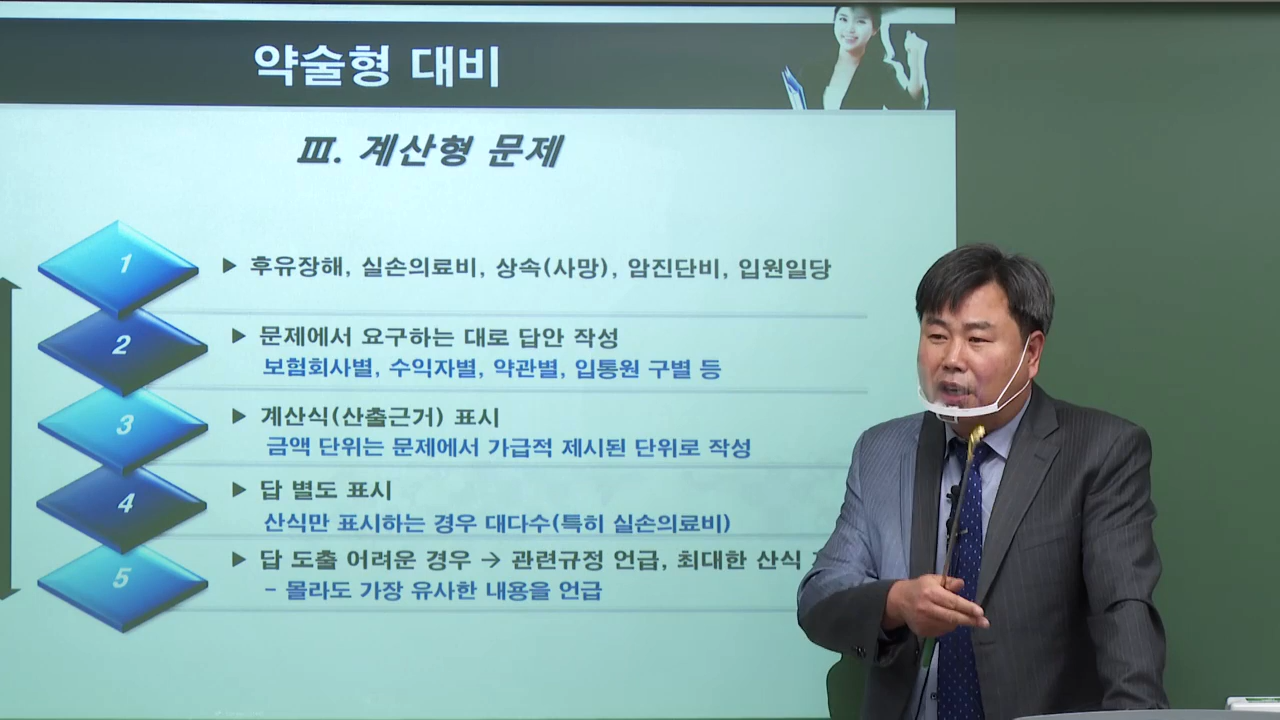 약술형 대비
Ⅲ. 계산형 문제
1
▶ 후유장해, 실손의료비, 상속(사망), 암진단비, 입원일당
2
▶ 문제에서 요구하는 대로 답안 작성
보험회사별, 수익자별, 약관별, 입통원 구별 등
3
▶ 계산식(산출근거) 표시
금액 단위는 문제에서 가급적 제시된 단위로 작성
4
▶ 답 별도 표시
산식만 표시하는 경우 대다수(특히 실손의료비)
5
▶ 답 도출 어려운 경우 → 관련규정 언급, 최대한 산식
- 몰라도 가장 유사한 내용을 언급